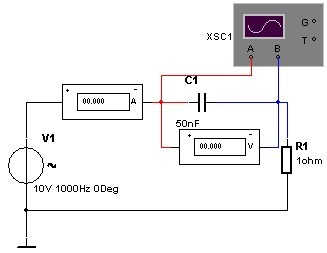 XSC1
G
T
A B
C1
+ 00.000 - A
50nF
+ 00.000 - V
V1
R1
1ohm
10V 1000Hz 0Deg